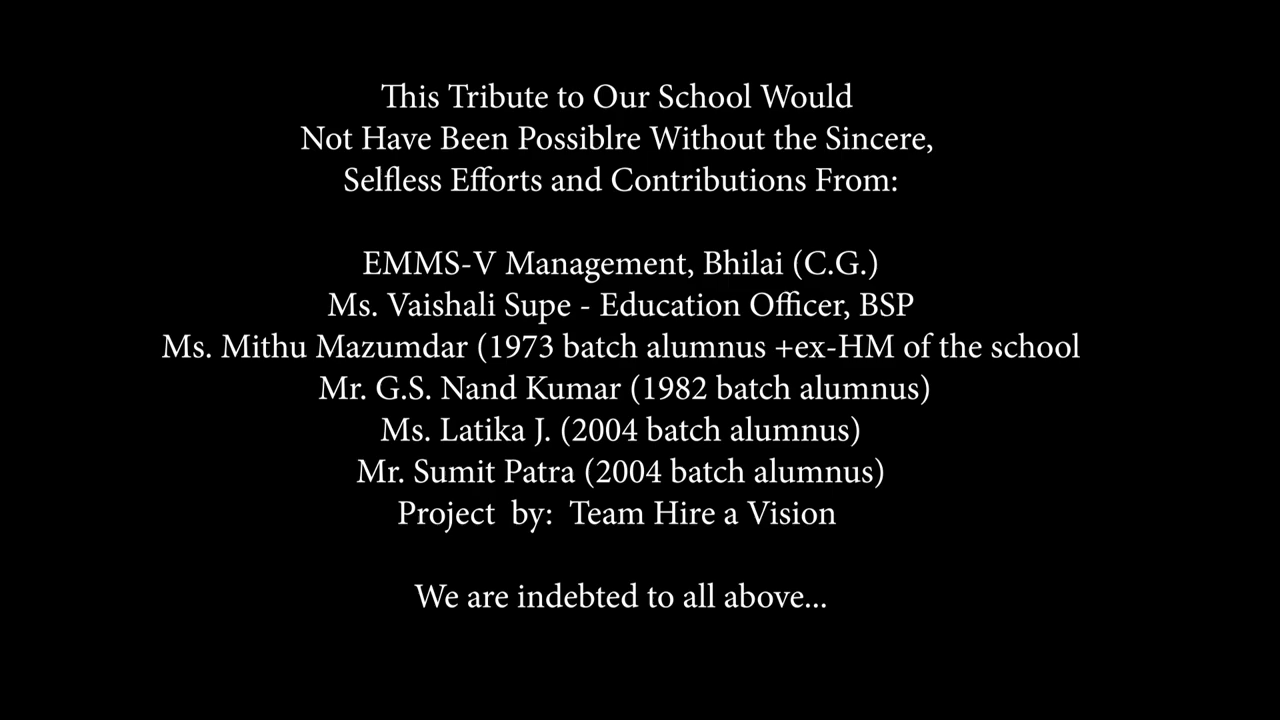 This Tribute to Our School Would
Not Have Been Possiblre Without the Sincere,
Selfless Efforts and Contributions From:
EMMS-V Management, Bhilai (C.G.)
Ms. Vaishali Supe - Education Officer, BSP
Ms. Mithu Mazumdar (1973 batch alumnus +ex-HM of the school
Mr. G.S. Nand Kumar (1982 batch alumnus)
Ms. Latika J. (2004 batch alumnus)
Mr. Sumit Patra (2004 batch alumnus)
Project by: Team Hire a Vision
We are indebted to all above...